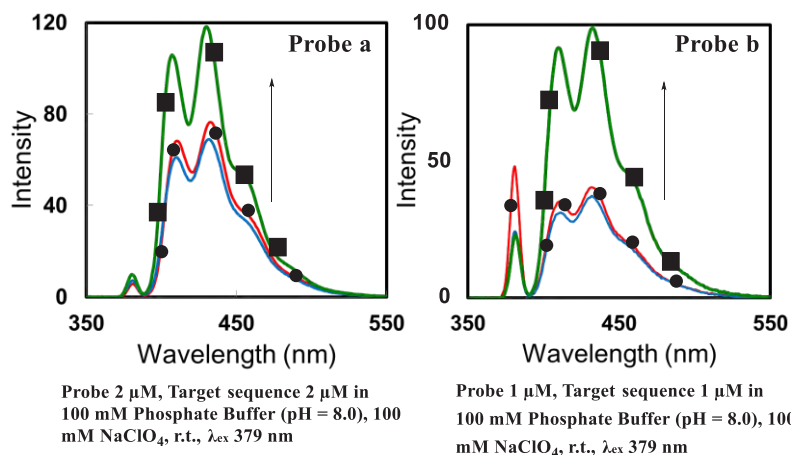 Probe a
120
80
40
0
Intensity
350
450
550
Wavelength (nm)
Probe 2 μM, Target sequence 2 μM in
100 mM Phosphate Buffer (pH = 8.0), 100
mM NaClO₄, r.t., λex 379 nm
Probe b
100
50
0
Intensity
350
450
550
Wavelength (nm)
Probe 1 μM, Target sequence 1 μM in
100 mM Phosphate Buffer (pH = 8.0), 100
mM NaClO₄, r.t., λex 379 nm